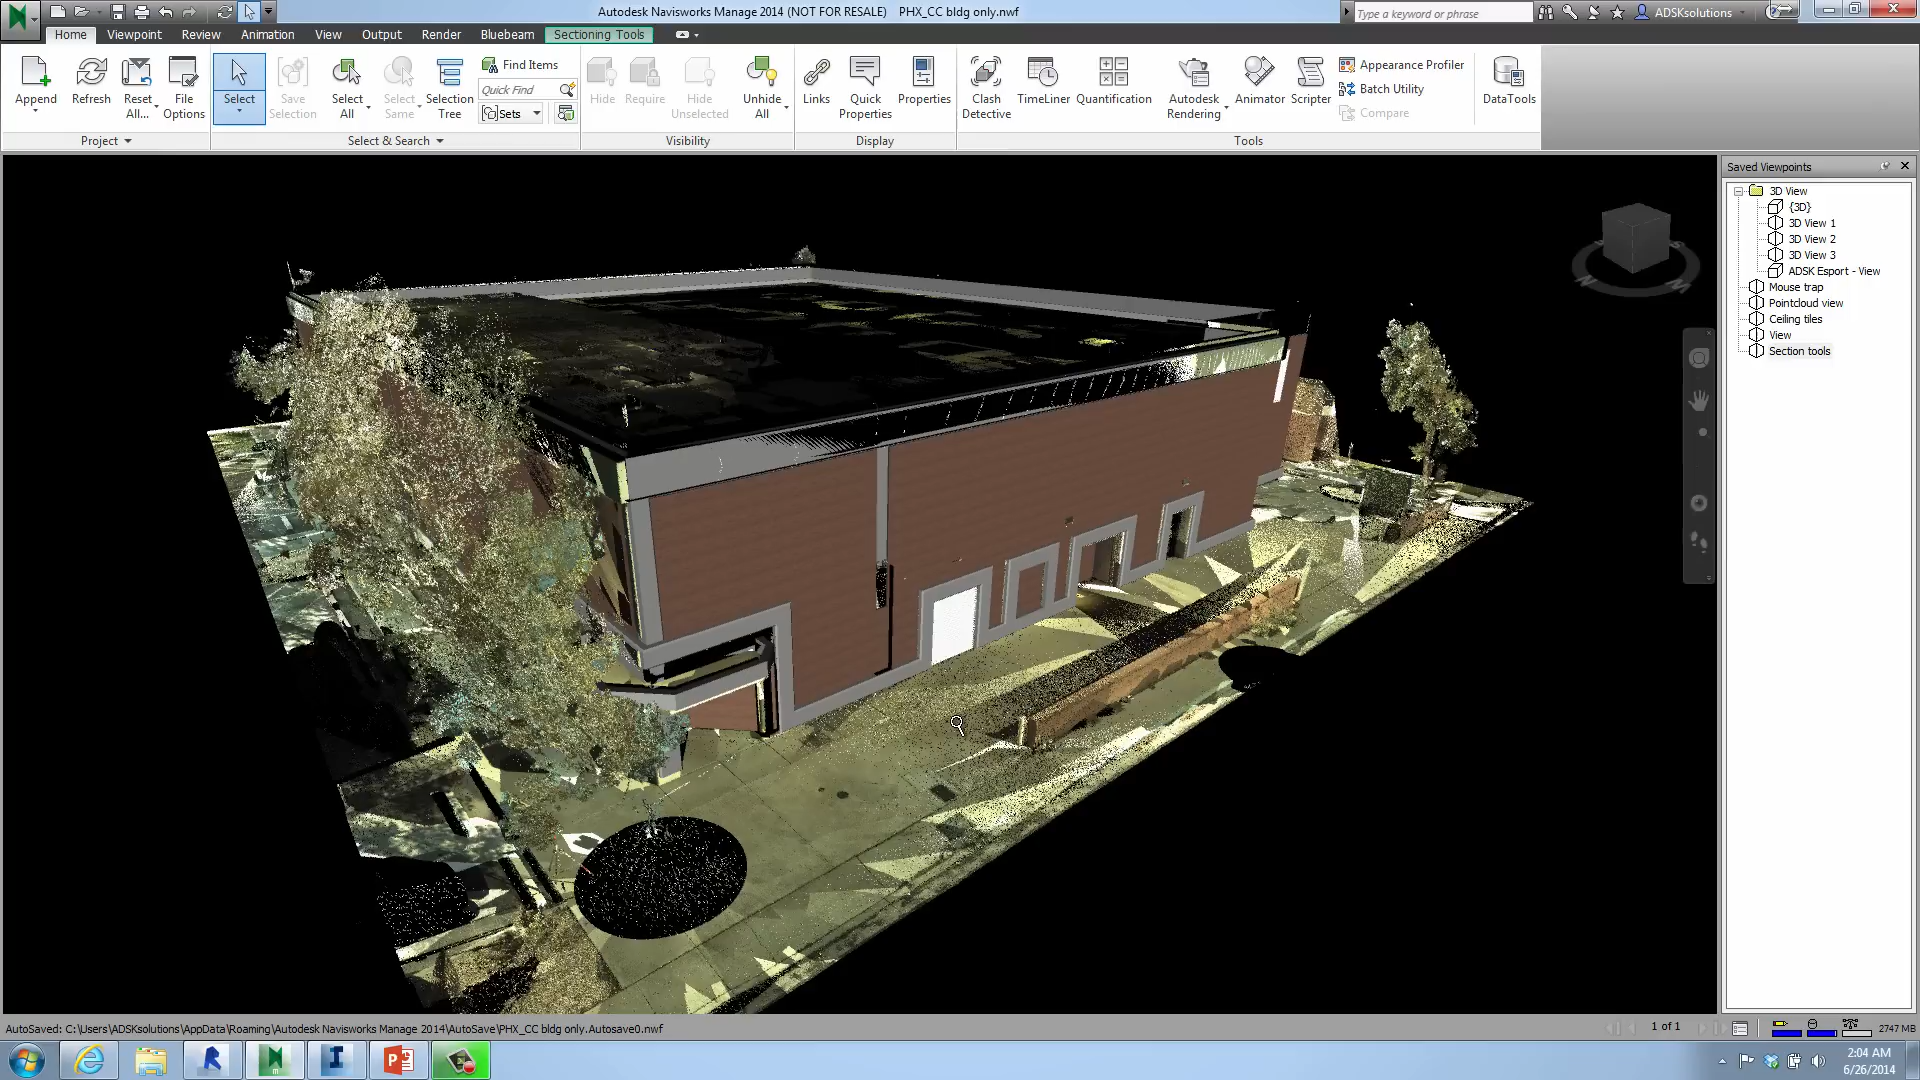 Autodesk Navisworks Manage 2014 (NOT FOR RESALE) PHX_CC bldg only.nwf
Type a keyword or phrase
ADSKsolutions
Home Viewpoint Review Animation View Output Render Bluebeam Sectioning Tools
Append
Refresh
Reset All...
File Options
Project
Select
Save Selection
Select All
Select Same
Selection Tree
Find Items
Quick Find
Sets
Select & Search
Hide
Require
Hide Unselected
Unhide All
Visibility
Links
Quick Properties
Properties
Display
Clash Detective
TimeLiner
Quantification
Autodesk Rendering
Animator
Scripter
Appearance Profiler
Batch Utility
Compare
DataTools
Tools
Saved Viewpoints
3D View
{3D}
3D View 1
3D View 2
3D View 3
ADSK Esport - View
Mouse trap
Pointcloud view
Ceiling tiles
View
Section tools
AutoSaved: C:\Users\ADSKsolutions\AppData\Roaming\Autodesk Navisworks Manage 2014\AutoSave\PHX_CC bldg only.Autosave0.nwf
1 of 1
2747 MB
2:04 AM
6/26/2014